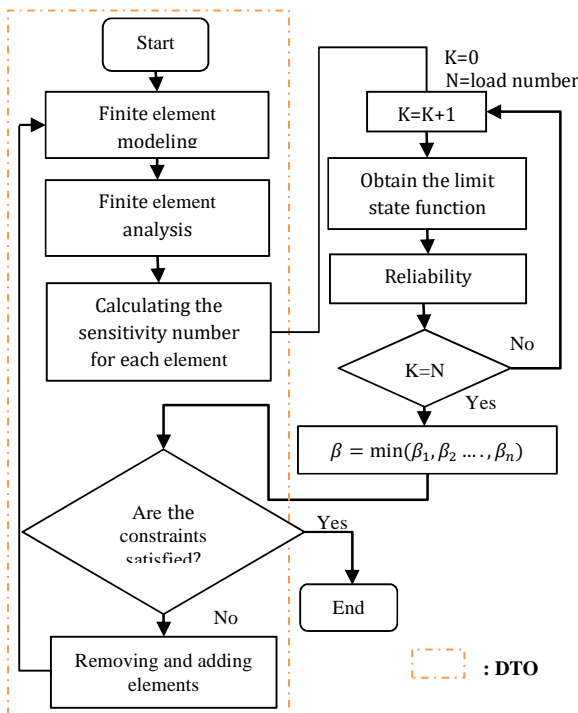 Start
Finite element
modeling
Finite element
analysis
Calculating the
sensitivity number
for each element
K=0
N=load number
K=K+1
Obtain the limit
state function
Reliability
K=N
No
Yes
β = min(β₁, β₂ …., βₙ)
Are the
constraints
satisfied?
Yes
End
No
Removing and adding
elements
: DTO